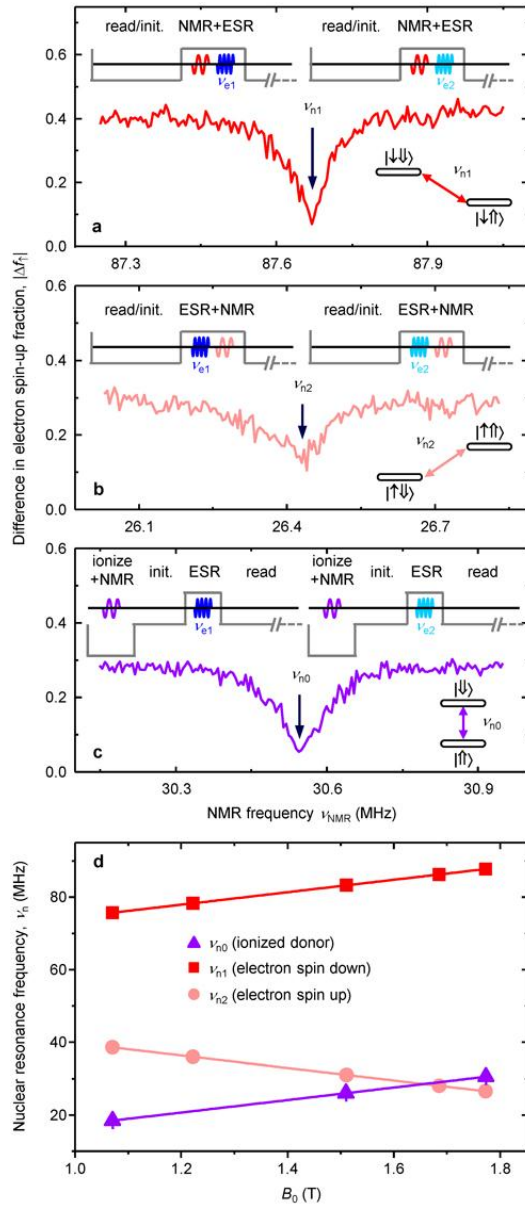 read/init. NMR+ESR read/init. NMR+ESR
νe1 νe2
νn1
|↓⇓⟩ νn1
|↓⇑⟩
a
0.6
0.4
0.2
0.0
87.3 87.6 87.9
read/init. ESR+NMR read/init. ESR+NMR
νe1 νe2
νn2
νn2 |↑⇑⟩
|↑⇓⟩
b
0.6
0.4
0.2
0.0
26.1 26.4 26.7
Difference in electron spin-up fraction, |Δf↑|
ionize
+NMR init. ESR read
ionize
+NMR init. ESR read
νe1 νe2
νn0
|⇓⟩
νn0
|⇑⟩
c
0.6
0.4
0.2
0.0
30.3 30.6 30.9
NMR frequency νNMR (MHz)
d
Nuclear resonance frequency, νn (MHz)
80
60
40
20
νn0 (ionized donor)
νn1 (electron spin down)
νn2 (electron spin up)
1.0 1.2 1.4 1.6 1.8
B0 (T)